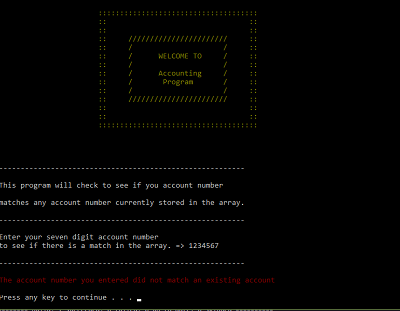 WELCOME TO
Accounting
Program
This program will check to see if you account number
matches any account number currently stored in the array.
Enter your seven digit account number
to see if there is a match in the array. => 1234567
The account number you entered did not match an existing account
Press any key to continue . . .